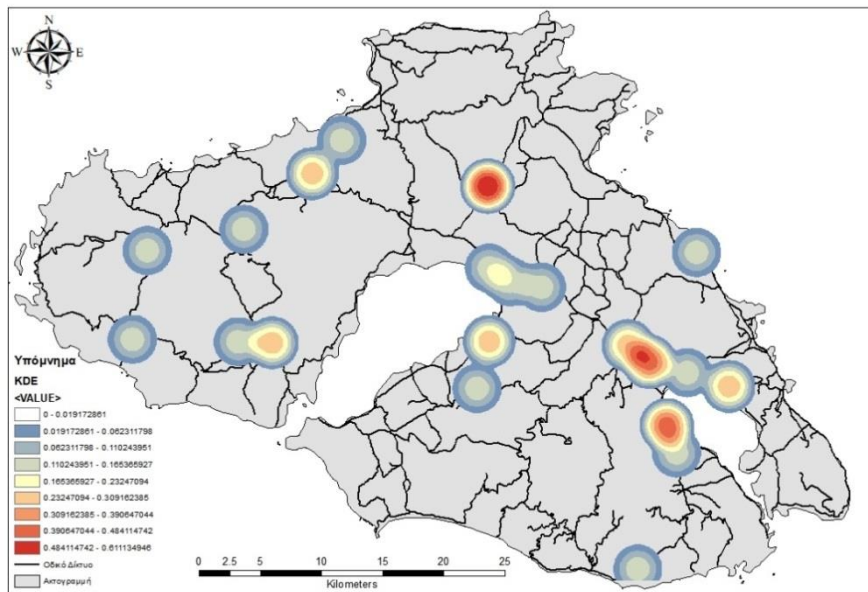 N
W E
S
Υπόμνημα
KDE
<VALUE>
0 - 0.019172861
0.019172861 - 0.062311798
0.062311798 - 0.110243951
0.110243951 - 0.165365927
0.165365927 - 0.23247094
0.23247094 - 0.309162385
0.309162385 - 0.390647044
0.390647044 - 0.484114742
0.484114742 - 0.611134946
Οδικό Δίκτυο
Ακτογραμμή
0 2.5 5 10 15 20 25
Kilometers